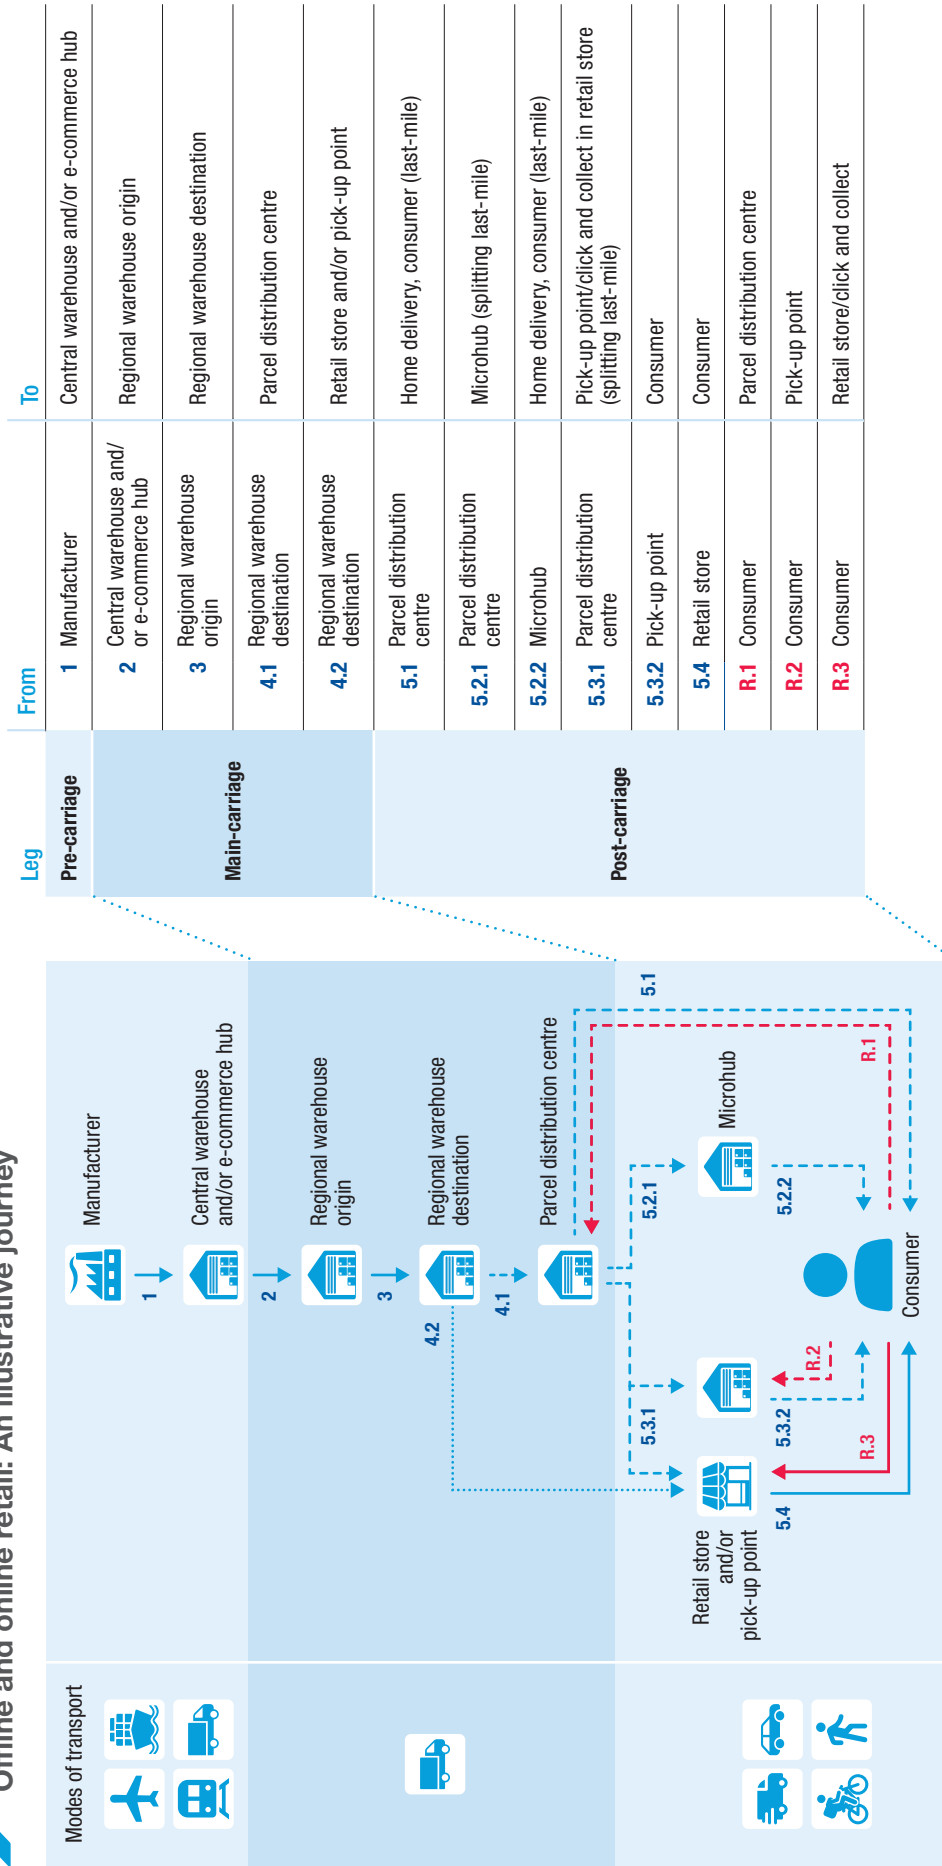 Offline and online retail: An illustrative journey
Modes of transport
Manufacturer
1
Central warehouse
and/or e-commerce hub
2
Regional warehouse
origin
3
Regional warehouse
destination
4.2
4.1
Parcel distribution centre
5.1
5.3.1
5.2.1
Microhub
Retail store
and/or
pick-up point
5.4
5.3.2
5.2.2
R.3
R.2
R.1
Consumer
Leg
From
To
Pre-carriage
1 Manufacturer
Central warehouse and/or e-commerce hub
Main-carriage
2 Central warehouse and/
or e-commerce hub
Regional warehouse origin
3 Regional warehouse
origin
Regional warehouse destination
4.1 Regional warehouse
destination
Parcel distribution centre
4.2 Regional warehouse
destination
Retail store and/or pick-up point
Post-carriage
5.1 Parcel distribution
centre
Home delivery, consumer (last-mile)
5.2.1 Parcel distribution
centre
Microhub (splitting last-mile)
5.2.2 Microhub
Home delivery, consumer (last-mile)
5.3.1 Parcel distribution
centre
Pick-up point/click and collect in retail store
(splitting last-mile)
5.3.2 Pick-up point
Consumer
5.4 Retail store
Consumer
R.1 Consumer
Parcel distribution centre
R.2 Consumer
Pick-up point
R.3 Consumer
Retail store/click and collect